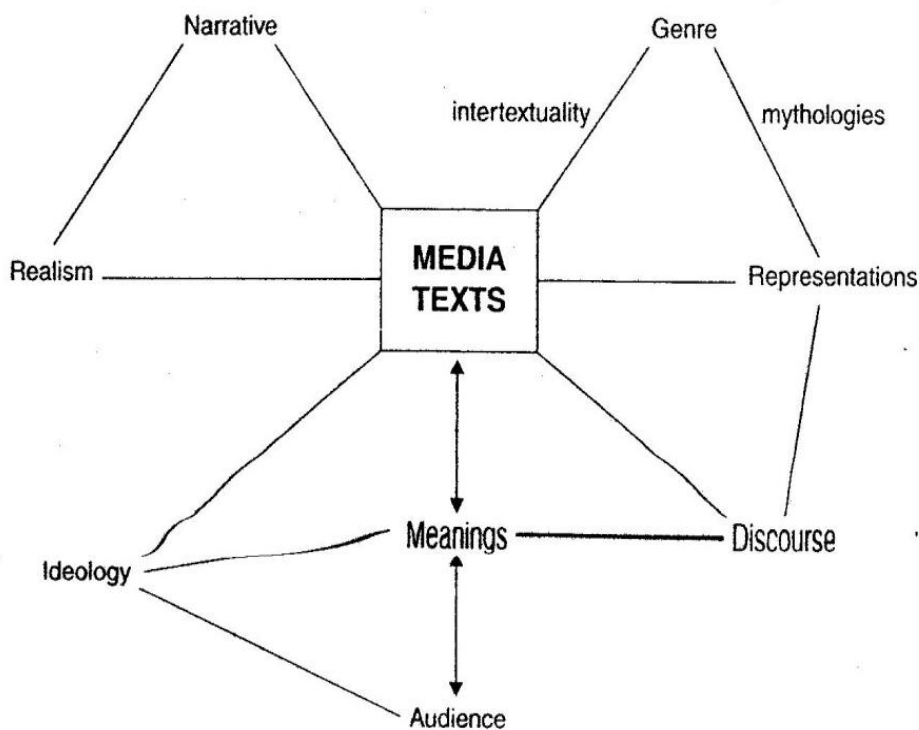 Narrative
Genre
intertextuality
mythologies
MEDIA
TEXTS
Realism
Representations
Meanings
Discourse
Ideology
Audience